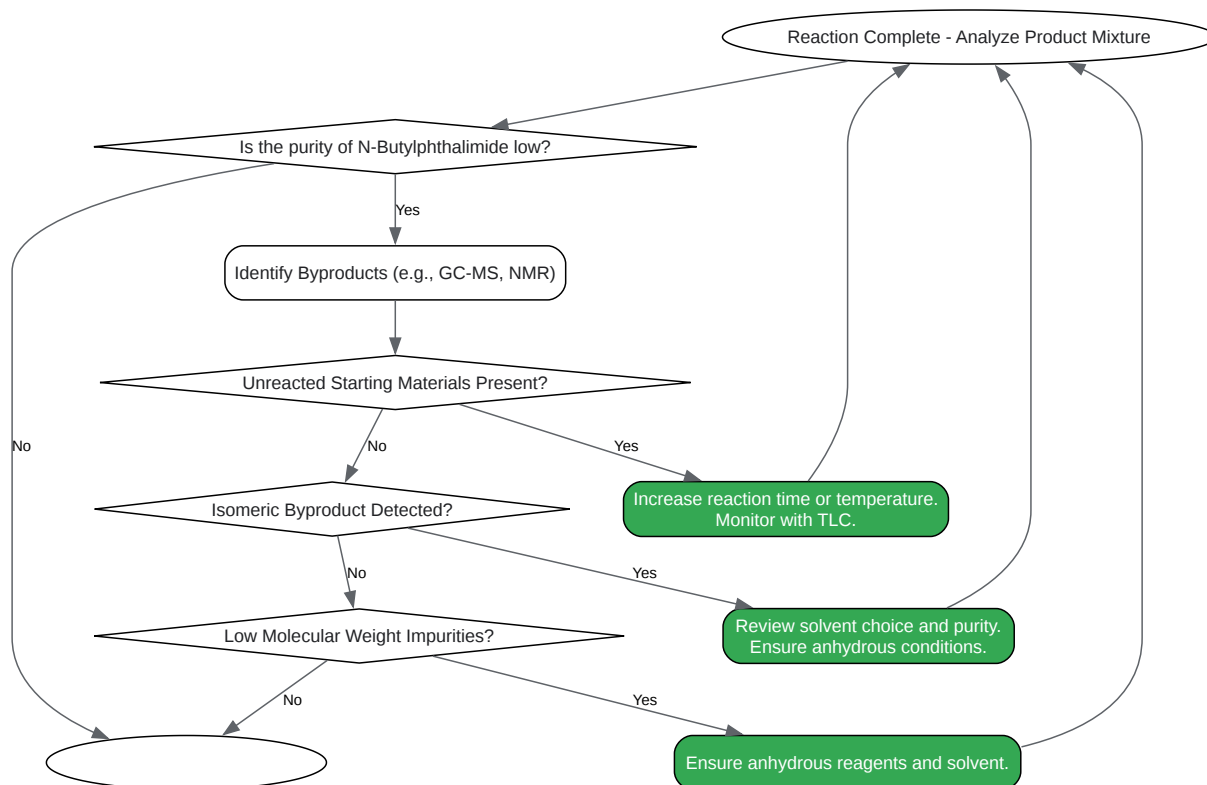 Reaction Complete - Analyze Product Mixture
Is the purity of N-Butylphthalimide low?
Yes
Identify Byproducts (e.g., GC-MS, NMR)
Unreacted Starting Materials Present?
No
No
Yes
Increase reaction time or temperature.
Monitor with TLC.
Isomeric Byproduct Detected?
No
Yes
Review solvent choice and purity.
Ensure anhydrous conditions.
Low Molecular Weight Impurities?
No
Yes
Ensure anhydrous reagents and solvent.